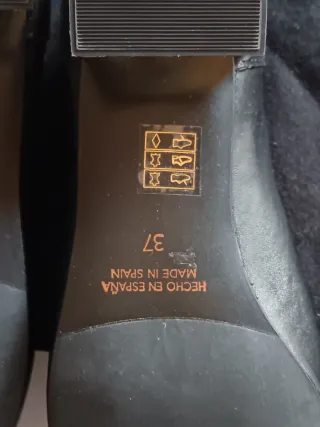 37
HECHO EN ESPAÑA
MADE IN SPAIN